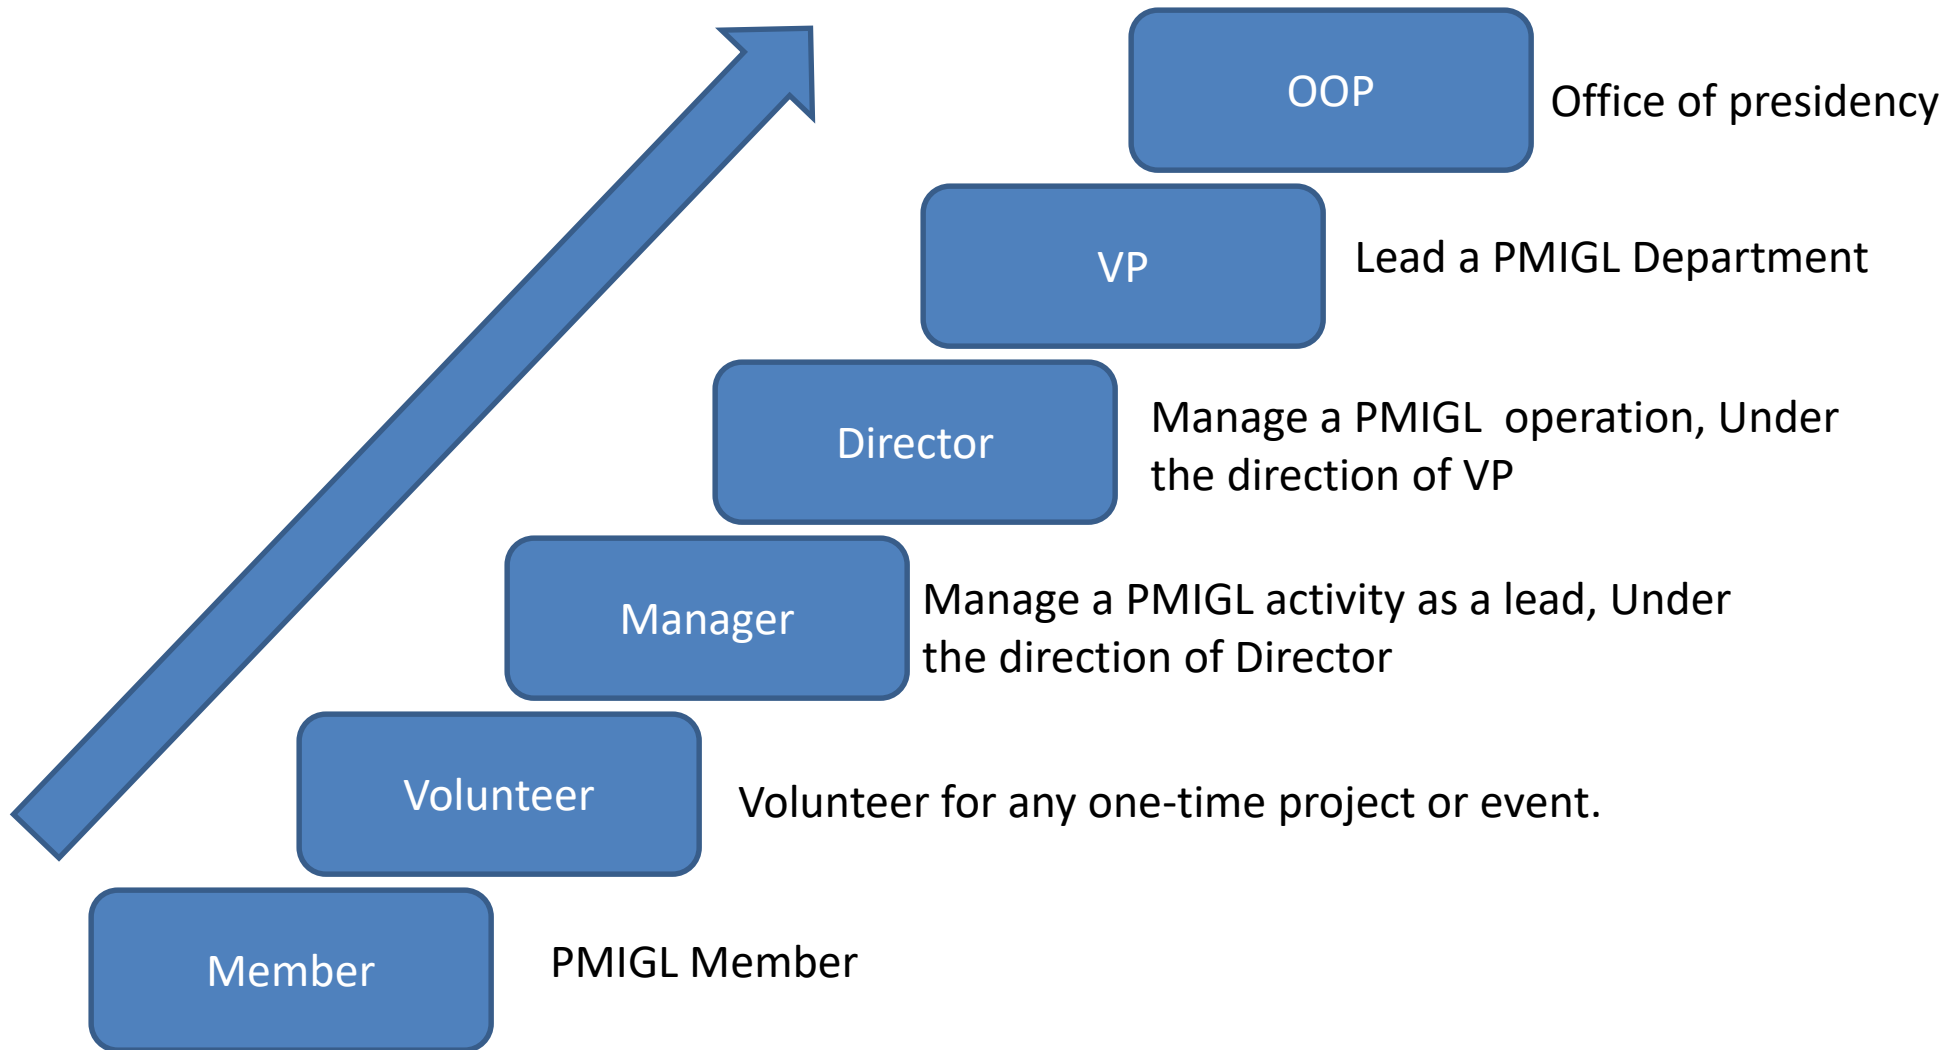 OOP
Office of presidency
VP
Lead a PMIGL Department
Director
Manage a PMIGL  operation, Under
the direction of VP
Manager
Manage a PMIGL activity as a lead, Under
the direction of Director
Volunteer
Volunteer for any one-time project or event.
Member
PMIGL Member